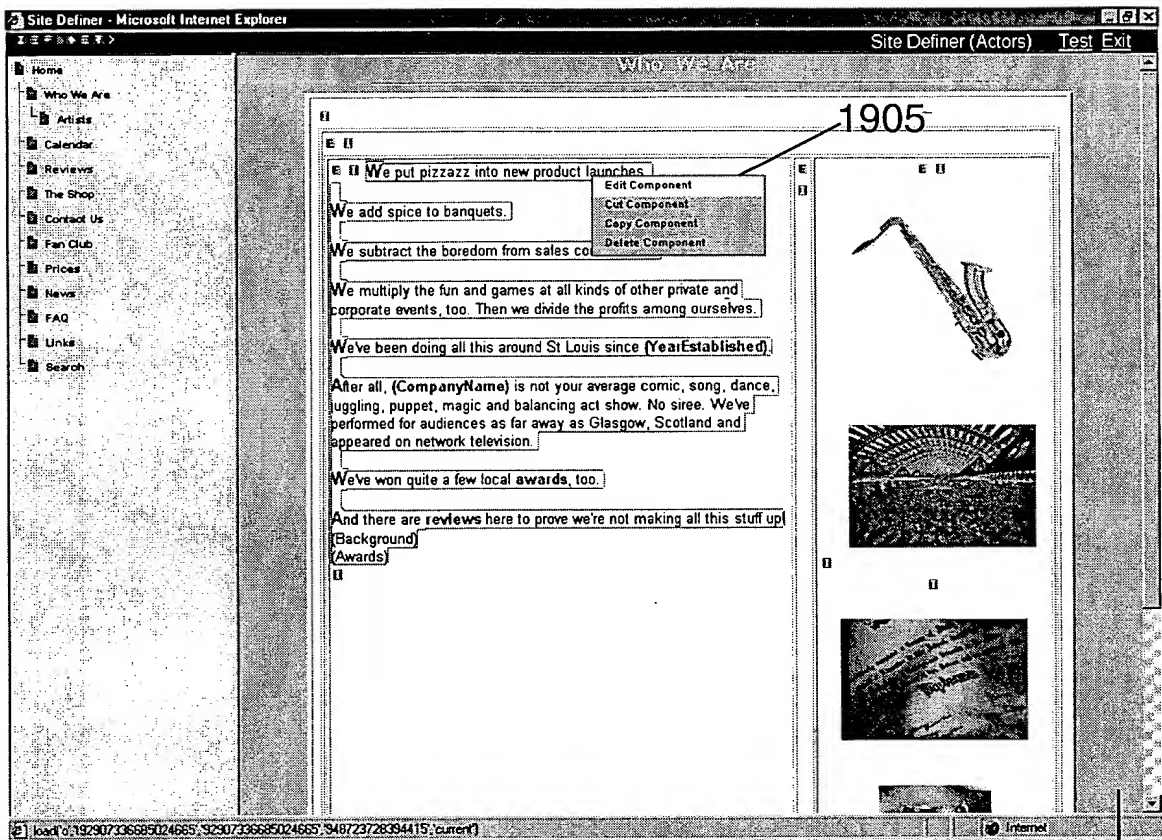 Site Definer - Microsoft Internet Explorer
Site Definer (Actors) Test Exit
Home
Who We Are
Artists
Calendar
Reviews
The Shop
Contact Us
Fan Club
Prices
News
FAQ
Links
Search
Who We Are
1905
I
E I
E I We put pizzazz into new product launches.
Edit Component
Cut Component
Copy Component
Delete Component
We add spice to banquets.
We subtract the boredom from sales
We multiply the fun and games at all kinds of other private and
corporate events, too. Then we divide the profits among ourselves.
We've been doing all this around St Louis since (YearEstablished).
After all, (CompanyName) is not your average comic, song, dance,
juggling, puppet, magic and balancing act show. No siree. We've
performed for audiences as far away as Glasgow, Scotland and
appeared on network television.
We've won quite a few local awards, too.
And there are reviews here to prove we're not making all this stuff up!
(Background)
(Awards)
I
E
I
E I
I
I
load('o','192907336685024665','92907336685024665','948723728394415','current')
Internet